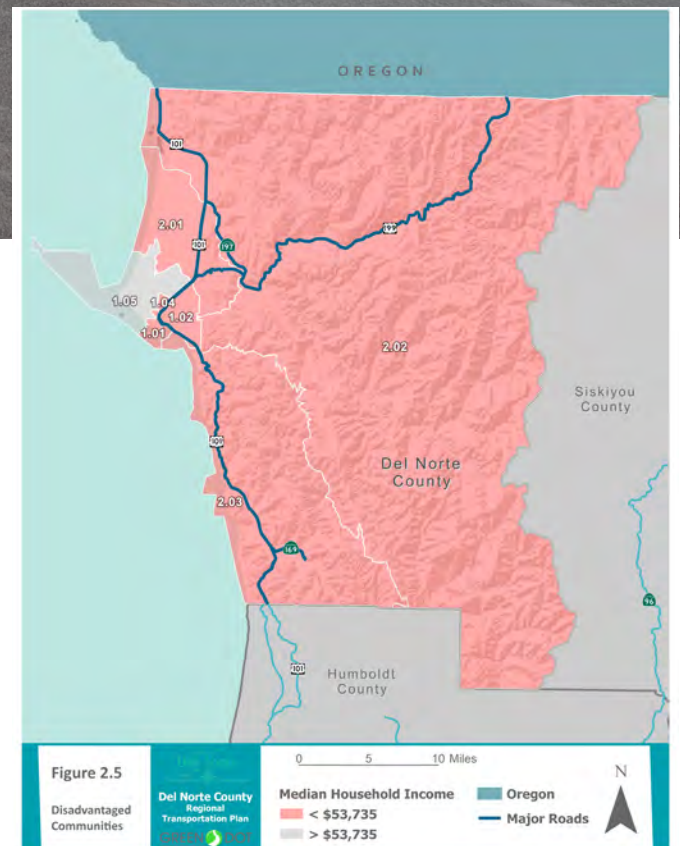 OREGON
101
2.01
101
197
199
1.05
1.04
1.02
1.01
2.02
Siskiyou
County
101
Del Norte
County
2.03
169
96
101
Humboldt
County
Figure 2.5
Disadvantaged
Communities
Del Norte County
Regional
Transportation Plan
GREEN DOT
0 5 10 Miles
Median Household Income
< $53,735
> $53,735
Oregon
Major Roads
N